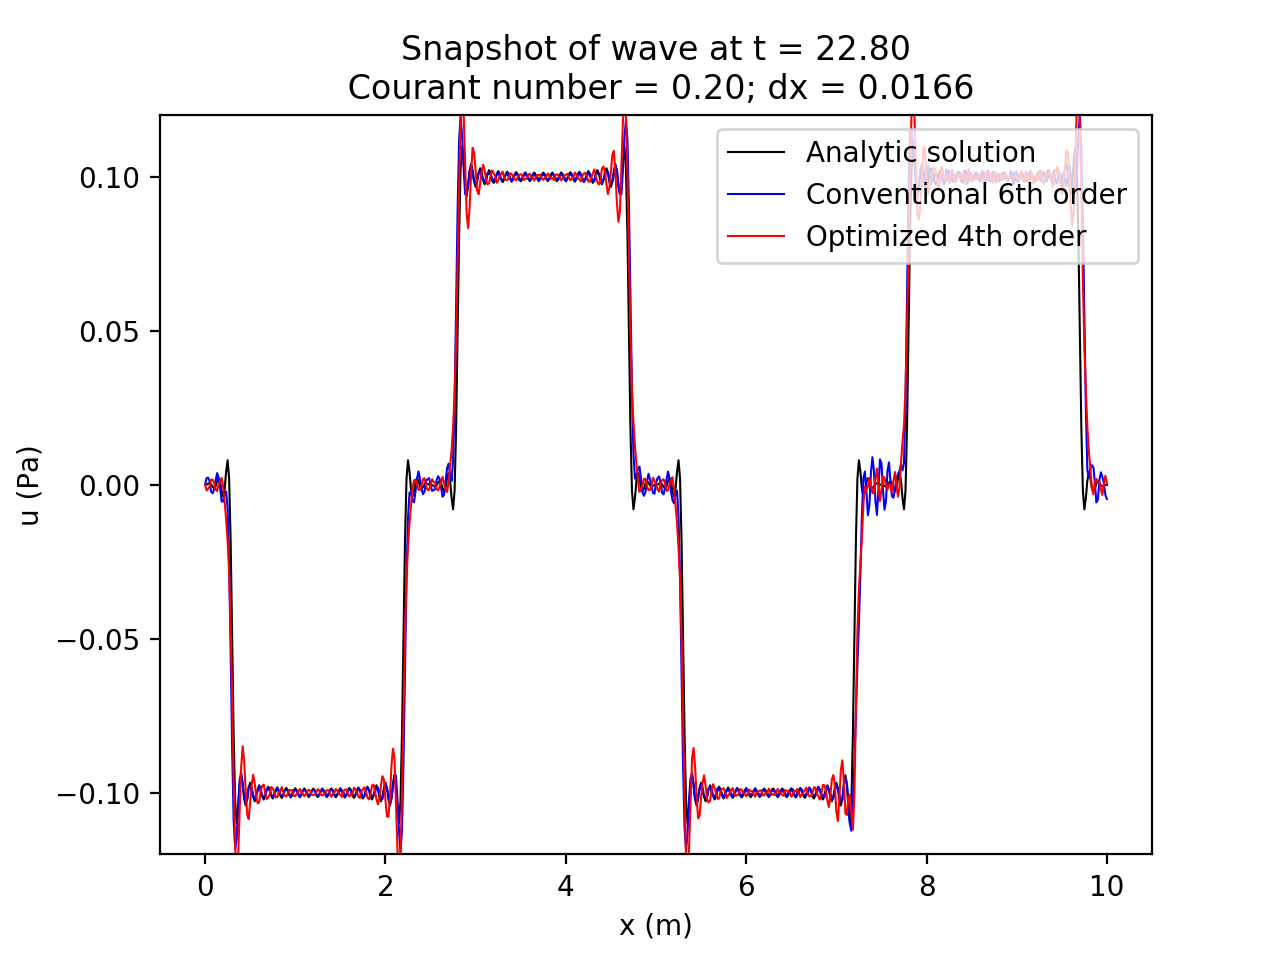 Snapshot of wave at t = 22.80
Courant number = 0.20; dx = 0.0166
Analytic solution
Conventional 6th order
Optimized 4th order
0.10
0.05
0.00
−0.05
−0.10
u (Pa)
0 2 4 6 8 10
x (m)